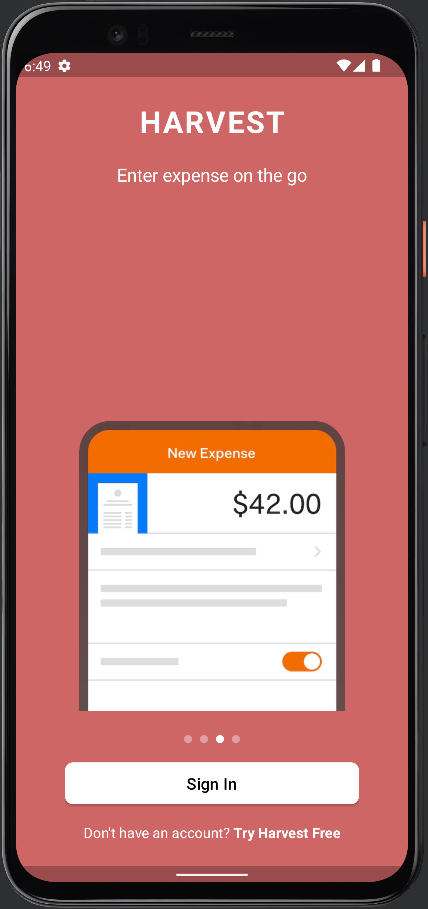 6:49
HARVEST
Enter expense on the go
New Expense
$42.00
Sign In
Don't have an account? Try Harvest Free